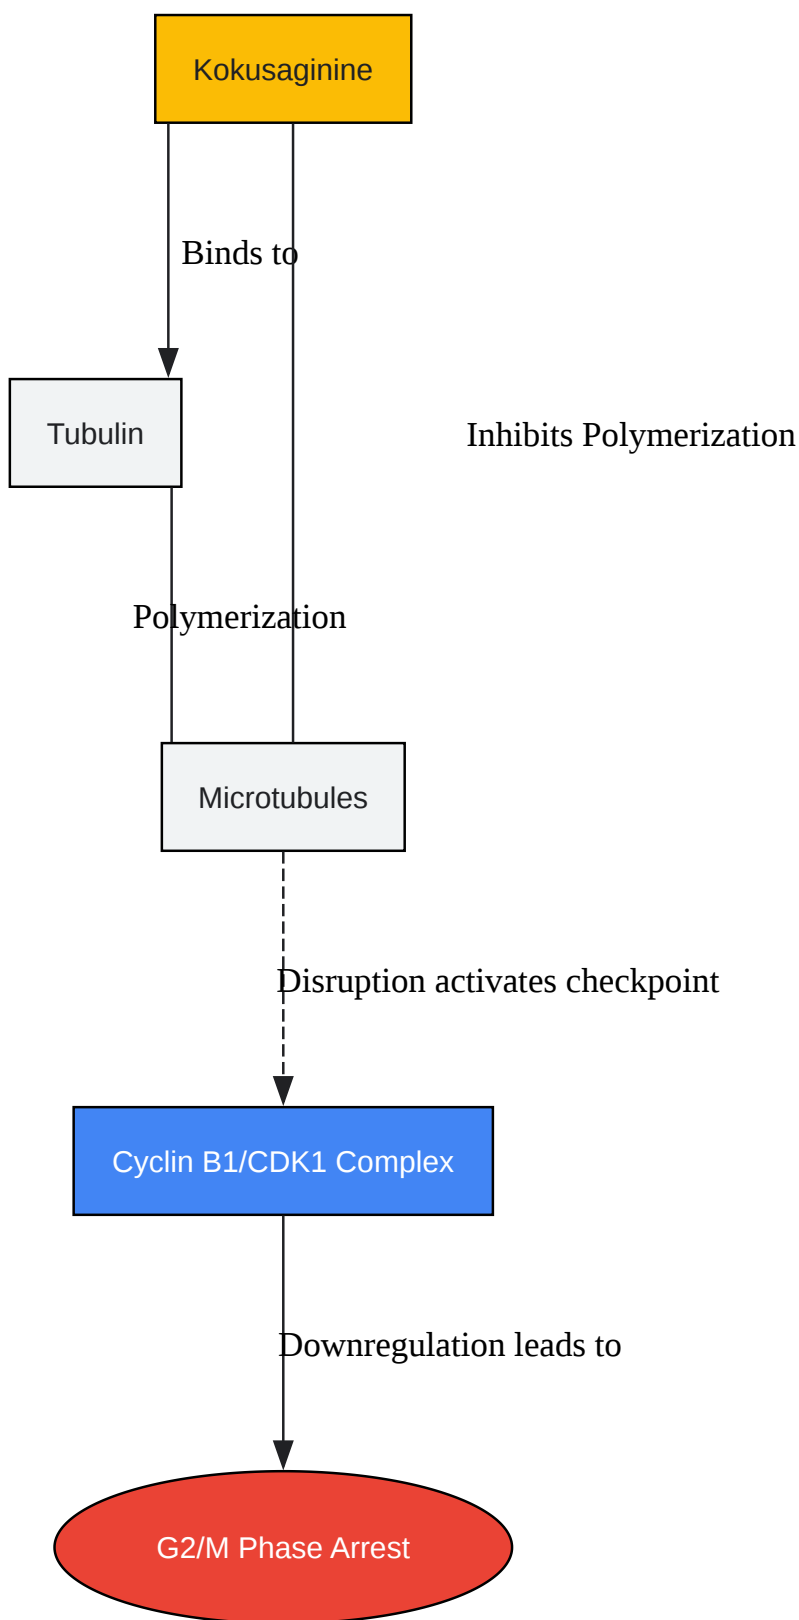 Kokusaginine
Binds to
Tubulin
Inhibits Polymerization
Polymerization
Microtubules
Disruption activates checkpoint
Cyclin B1/CDK1 Complex
Downregulation leads to
G2/M Phase Arrest